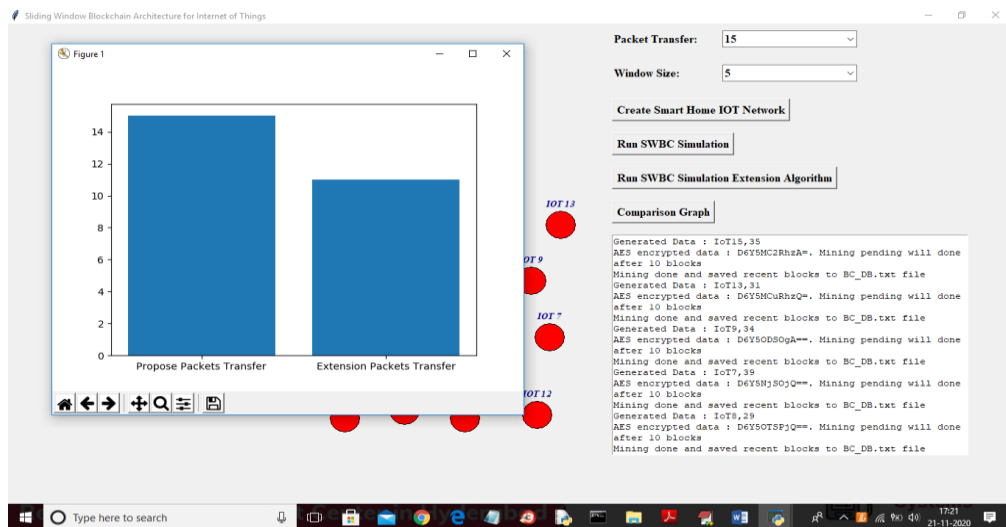 Sliding Window Blockchain Architecture for Internet of Things
Figure 1
14
12
10
8
6
4
2
0
Propose Packets Transfer
Extension Packets Transfer
Packet Transfer: 15
Window Size: 5
Create Smart Home IOT Network
Run SWBC Simulation
Run SWBC Simulation Extension Algorithm
Comparison Graph
IOT 13
OT 9
IOT 7
IOT 12
Generated Data : IoT15,35
AES encrypted data : D6Y5MC2RhzA=. Mining pending will done
after 10 blocks
Mining done and saved recent blocks to BC_DB.txt file
Generated Data : IoT13,31
AES encrypted data : D6Y5MCuRhzQ=. Mining pending will done
after 10 blocks
Mining done and saved recent blocks to BC_DB.txt file
Generated Data : IoT9,34
AES encrypted data : D6Y5ODSOgA==. Mining pending will done
after 10 blocks
Mining done and saved recent blocks to BC_DB.txt file
Generated Data : IoT7,39
AES encrypted data : D6Y5NjSOjQ==. Mining pending will done
after 10 blocks
Mining done and saved recent blocks to BC_DB.txt file
Generated Data : IoT8,29
AES encrypted data : D6Y5OTSPjQ==. Mining pending will done
after 10 blocks
Mining done and saved recent blocks to BC_DB.txt file
Type here to search
17:21
21-11-2020